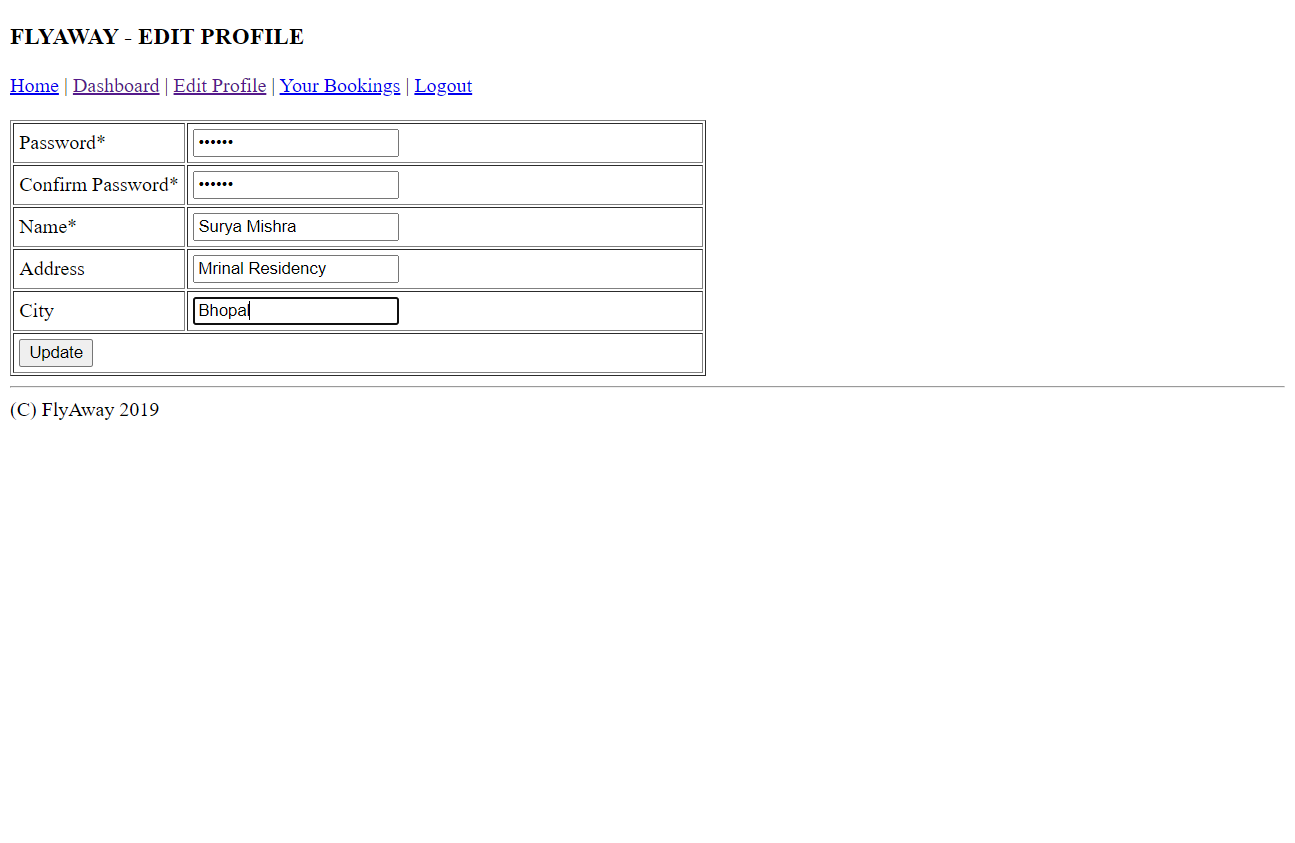 FLYAWAY - EDIT PROFILE
Home | Dashboard | Edit Profile | Your Bookings | Logout
Password* ••••••
Confirm Password* ••••••
Name* Surya Mishra
Address Mrinal Residency
City Bhopal
Update
(C) FlyAway 2019